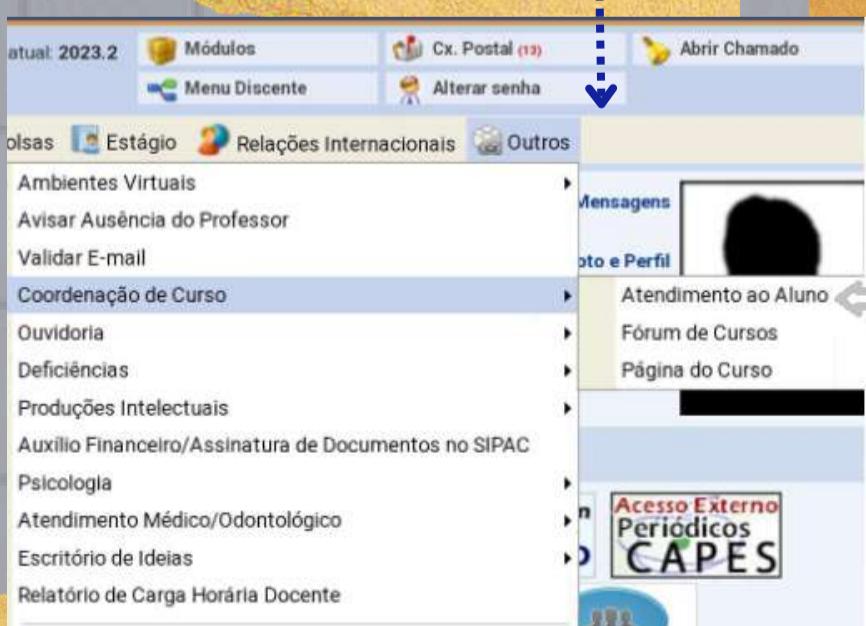 atual: 2023.2 Módulos Cx. Postal (13) Abrir Chamado
Menu Discente Alterar senha
olsas Estágio Relações Internacionais Outros
Ambientes Virtuais
Mensagens
Avisar Ausência do Professor
Validar E-mail
oto e Perfil
Coordenação de Curso
Atendimento ao Aluno
Ouvidoria
Fórum de Cursos
Deficiências
Página do Curso
Produções Intelectuais
Auxílio Financeiro/Assinatura de Documentos no SIPAC
Psicologia
Atendimento Médico/Odontológico
Acesso Externo
Periódicos
CAPES
Escritório de Ideias
Relatório de Carga Horária Docente